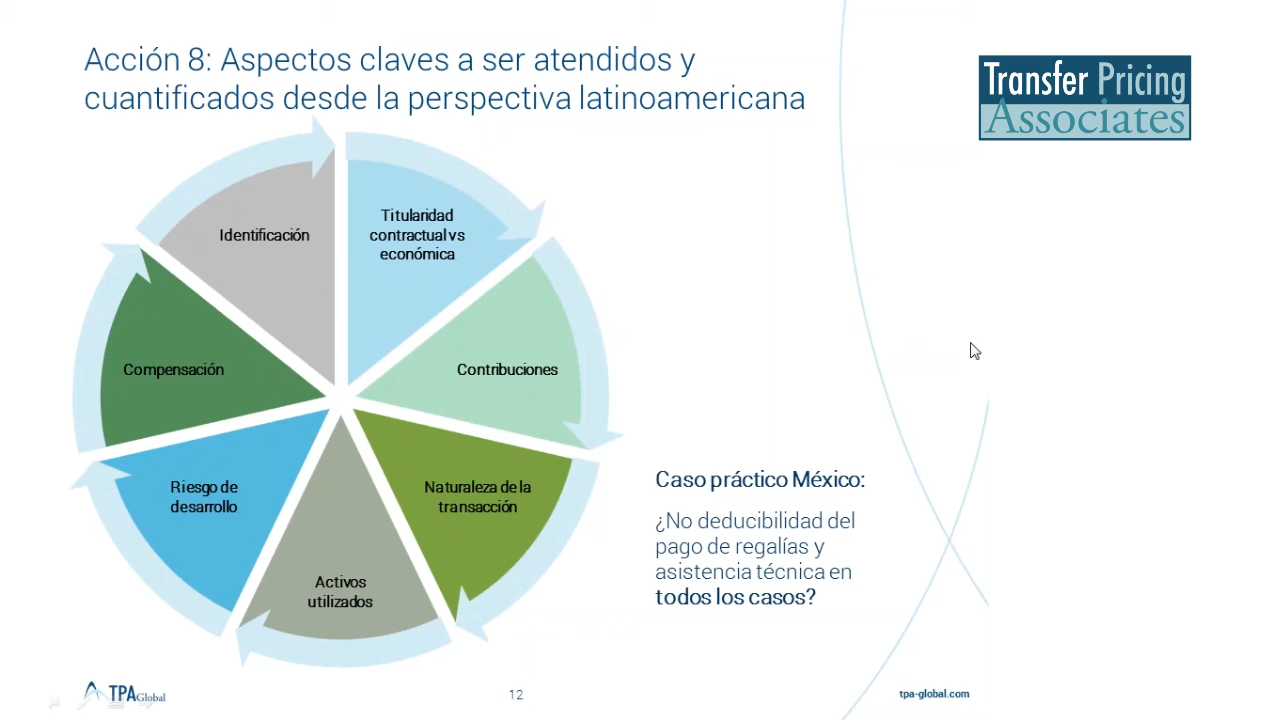 Acción 8: Aspectos claves a ser atendidos y
cuantificados desde la perspectiva latinoamericana
Transfer Pricing
Associates
Identificación
Titularidad
contractual vs
económica
Compensación
Contribuciones
Riesgo de
desarrollo
Naturaleza de la
transacción
Activos
utilizados
Caso práctico México:
¿No deducibilidad del
pago de regalías y
asistencia técnica en
todos los casos?
TPA Global
12
tpa-global.com